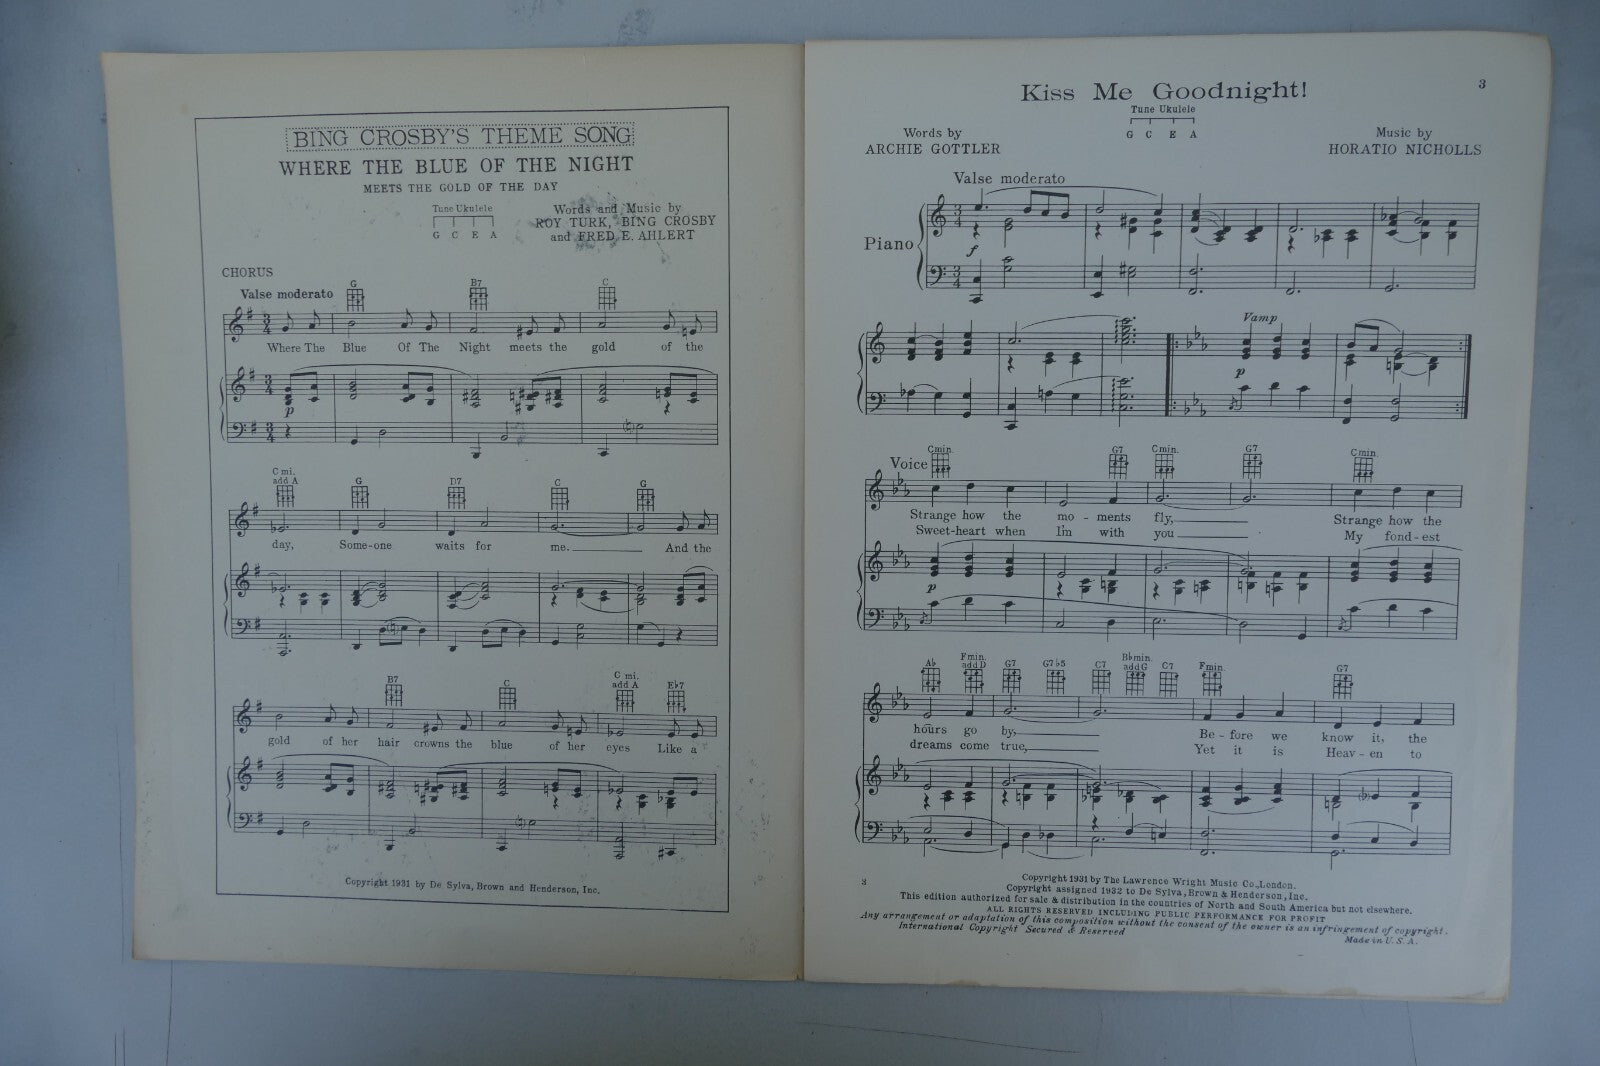 BING CROSBY'S THEME SONG
WHERE THE BLUE OF THE NIGHT
MEETS THE GOLD OF THE DAY
Tune Ukulele
G C E A
Words and Music by
ROY TURK, BING CROSBY
and FRED E. AHLERT
CHORUS
Valse moderato
G B7 C
Where The Blue Of The Night meets the gold of the
p
C mi. add A G D7 C G
day, Some-one waits for me. And the
B7 C C mi. add A E♭7
gold of her hair crowns the blue of her eyes Like a
Copyright 1931 by De Sylva, Brown and Henderson, Inc.
3
Kiss Me Goodnight!
Tune Ukulele
G C E A
Words by
ARCHIE GOTTLER
Music by
HORATIO NICHOLLS
Valse moderato
Piano
f
Vamp
p
Voice
Cmin. G7 Cmin. G7 Cmin.
Strange how the mo - ments fly, Strange how the
Sweet-heart when I'm with you My fond-est
p
A♭ Fmin. add D G7 G7♭5 C7 B♭min. add G C7 Fmin. G7
hours go by, Be - fore we know it, the
dreams come true, Yet it is Heav - en to
3
Copyright 1931 by The Lawrence Wright Music Co., London.
Copyright assigned 1932 to De Sylva, Brown & Henderson, Inc.
This edition authorized for sale & distribution in the countries of North and South America but not elsewhere.
ALL RIGHTS RESERVED INCLUDING PUBLIC PERFORMANCE FOR PROFIT
Any arrangement or adaptation of this composition without the consent of the owner is an infringement of copyright.
International Copyright Secured & Reserved
Made in U. S. A.